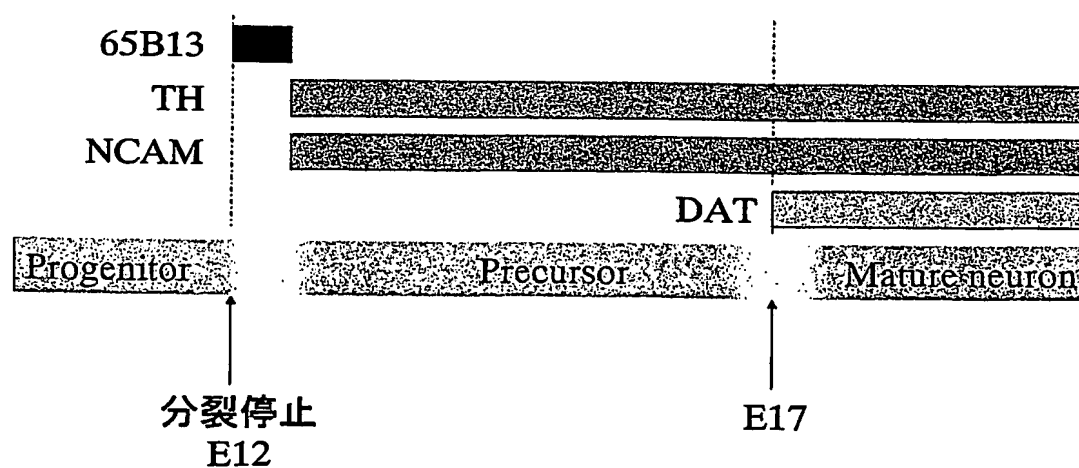 65B13
TH
NCAM
DAT
Progenitor
Precursor
Mature neuron
分裂停止
E12
E17